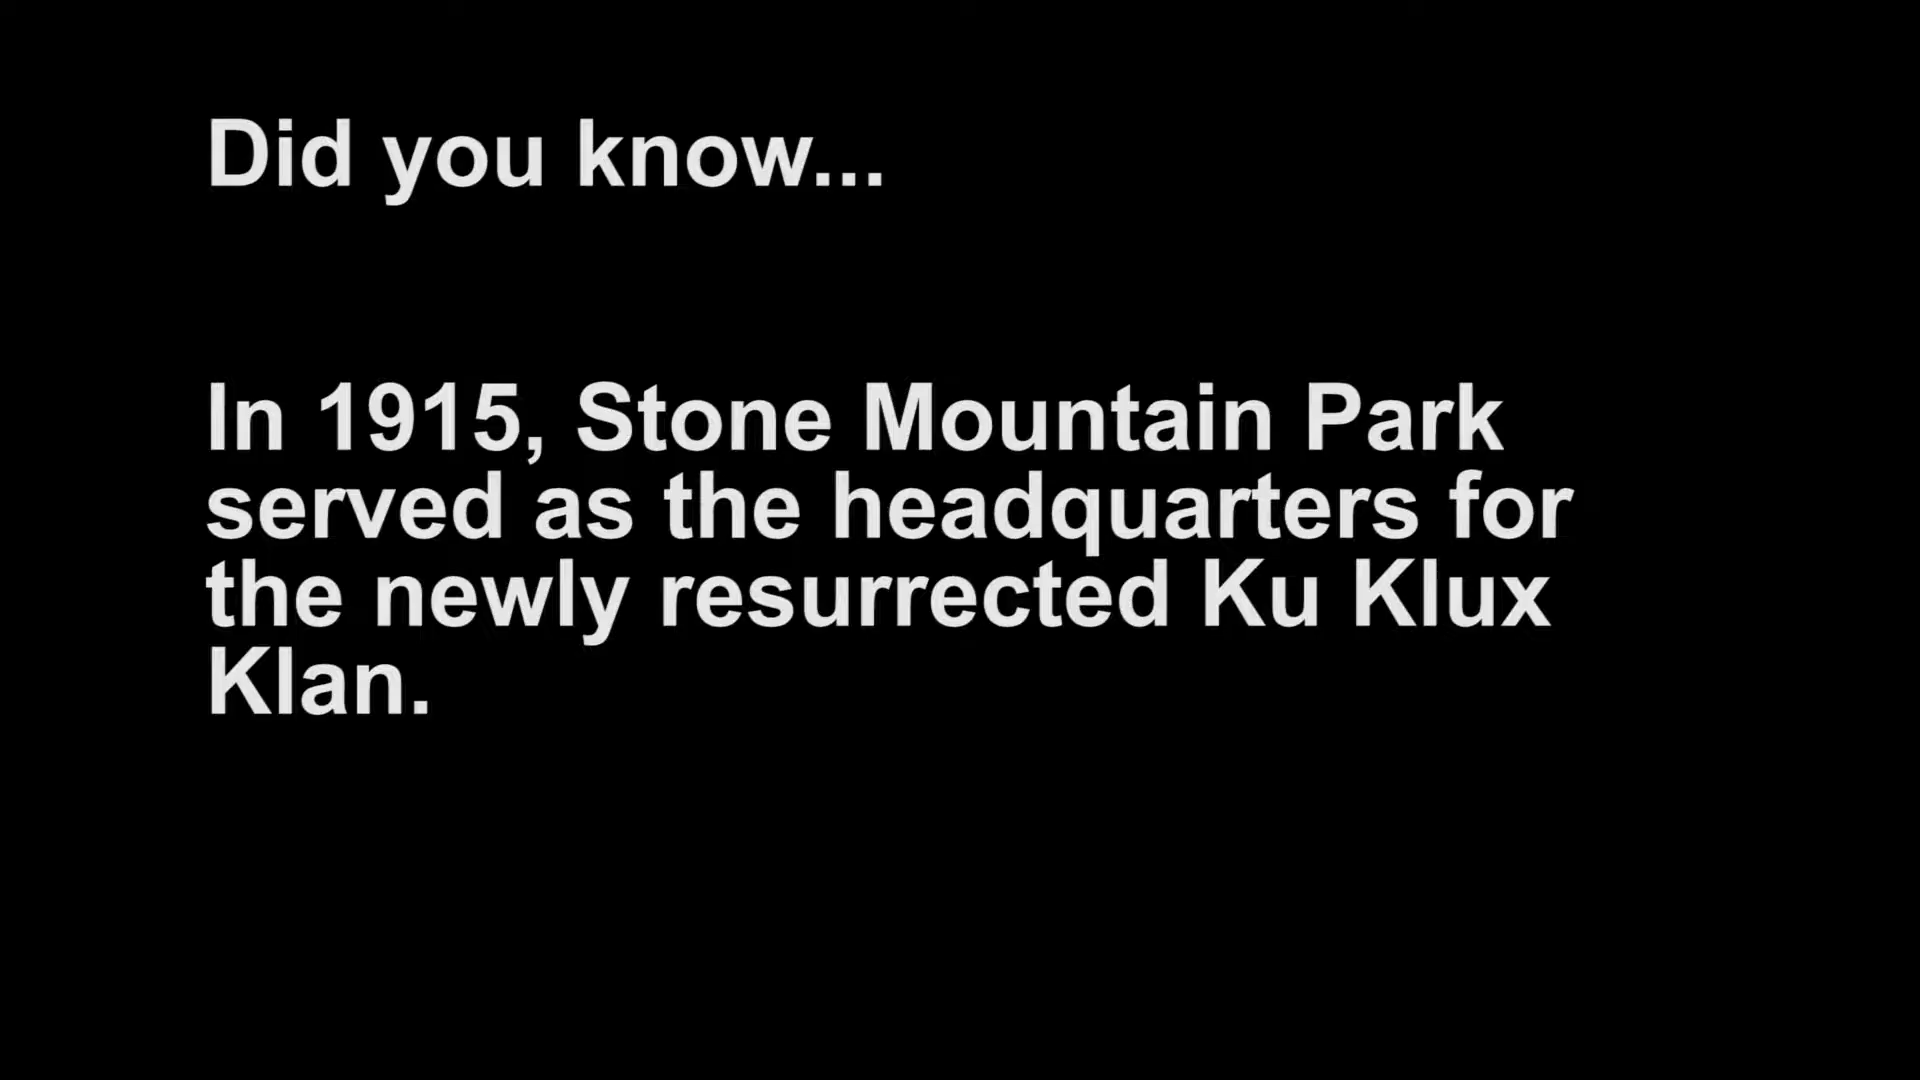 Did you know...
In 1915, Stone Mountain Park
served as the headquarters for
the newly resurrected Ku Klux
Klan.